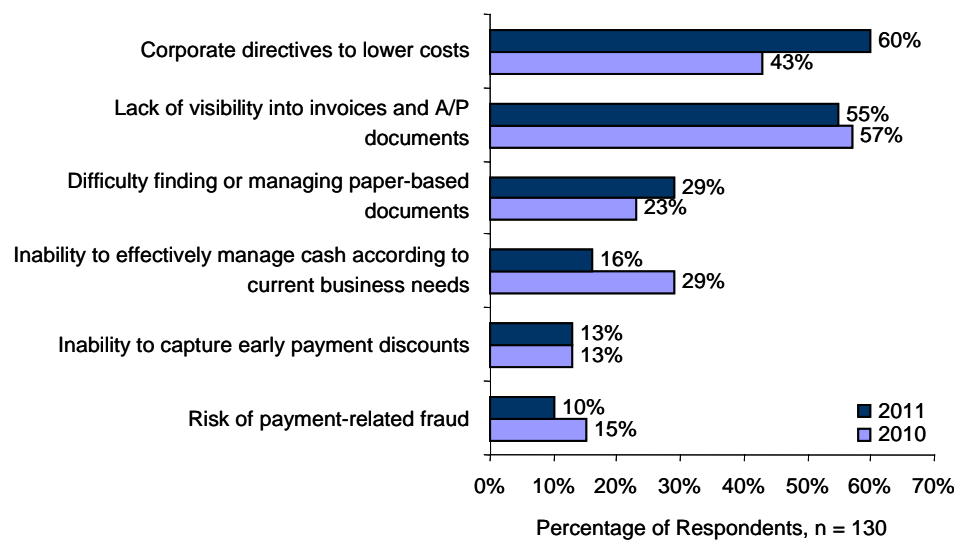 Corporate directives to lower costs
60%
43%
Lack of visibility into invoices and A/P
documents
55%
57%
Difficulty finding or managing paper-based
documents
29%
23%
Inability to effectively manage cash according to
current business needs
16%
29%
Inability to capture early payment discounts
13%
13%
Risk of payment-related fraud
10%
15%
2011
2010
0% 10% 20% 30% 40% 50% 60% 70%
Percentage of Respondents, n = 130